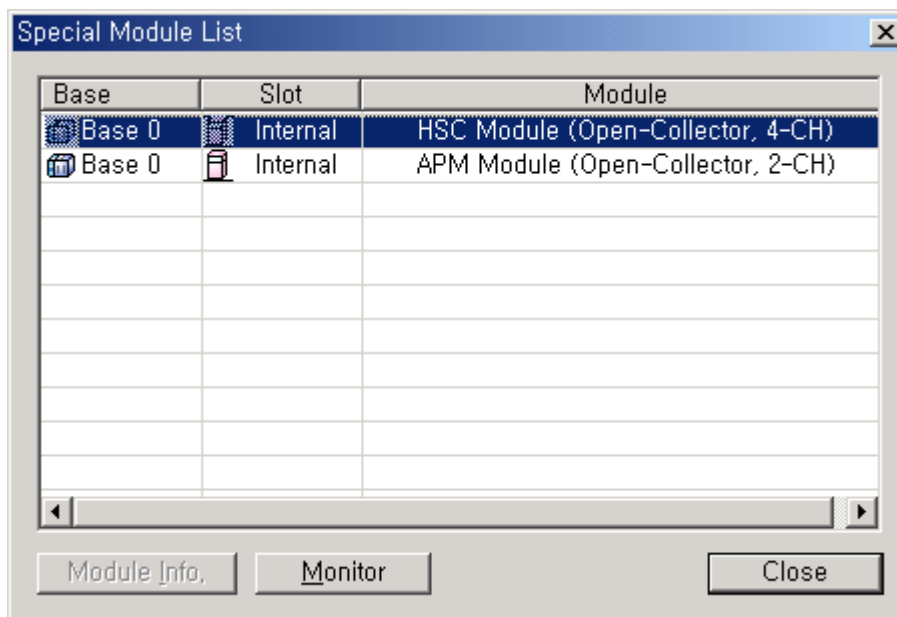 Special Module List
Base Slot Module
Base 0 Internal HSC Module (Open-Collector, 4-CH)
Base 0 Internal APM Module (Open-Collector, 2-CH)
Module Info, Monitor Close